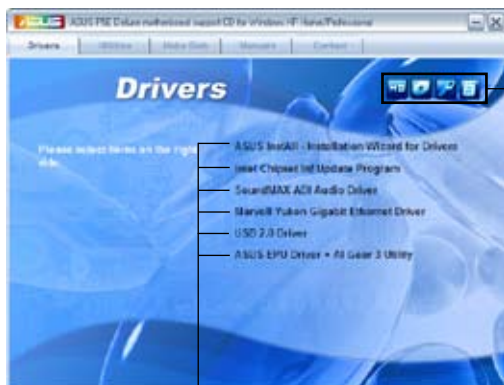 ASUS P5E Deluxe motherboard support CD for Windows XP Home/Professional
Drivers Utilities Make Disk Manuals Contact
Drivers
Please select items on the right side.
ASUS InstAll - Installation Wizard for Drivers
Intel Chipset Inf Update Program
SoundMAX ADI Audio Driver
Marvell Yukon Gigabit Ethernet Driver
USB 2.0 Driver
ASUS EPU Driver + AI Gear 3 Utility